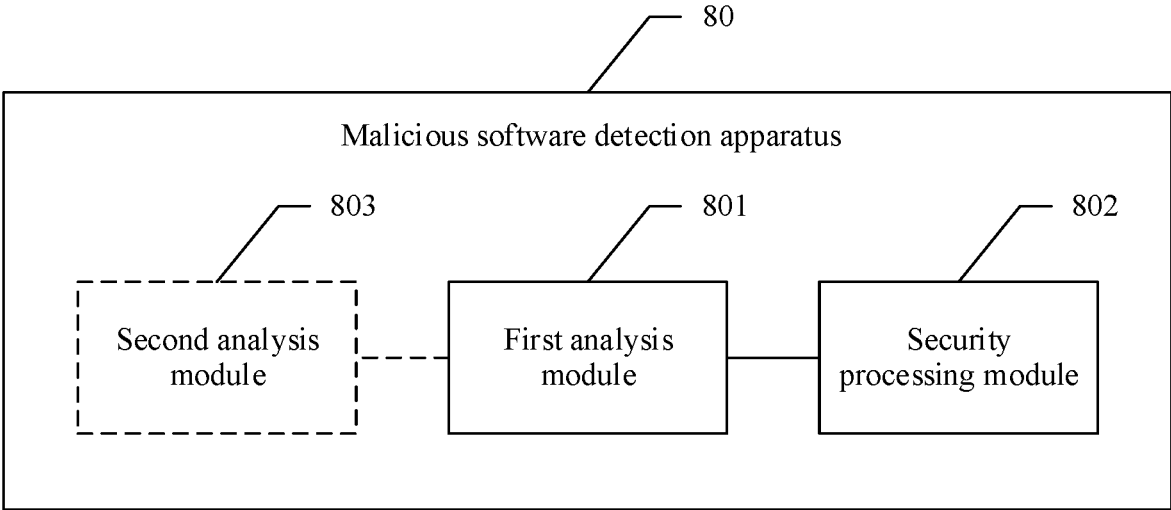 80
Malicious software detection apparatus
803
801
802
Second analysis
module
First analysis
module
Security
processing module